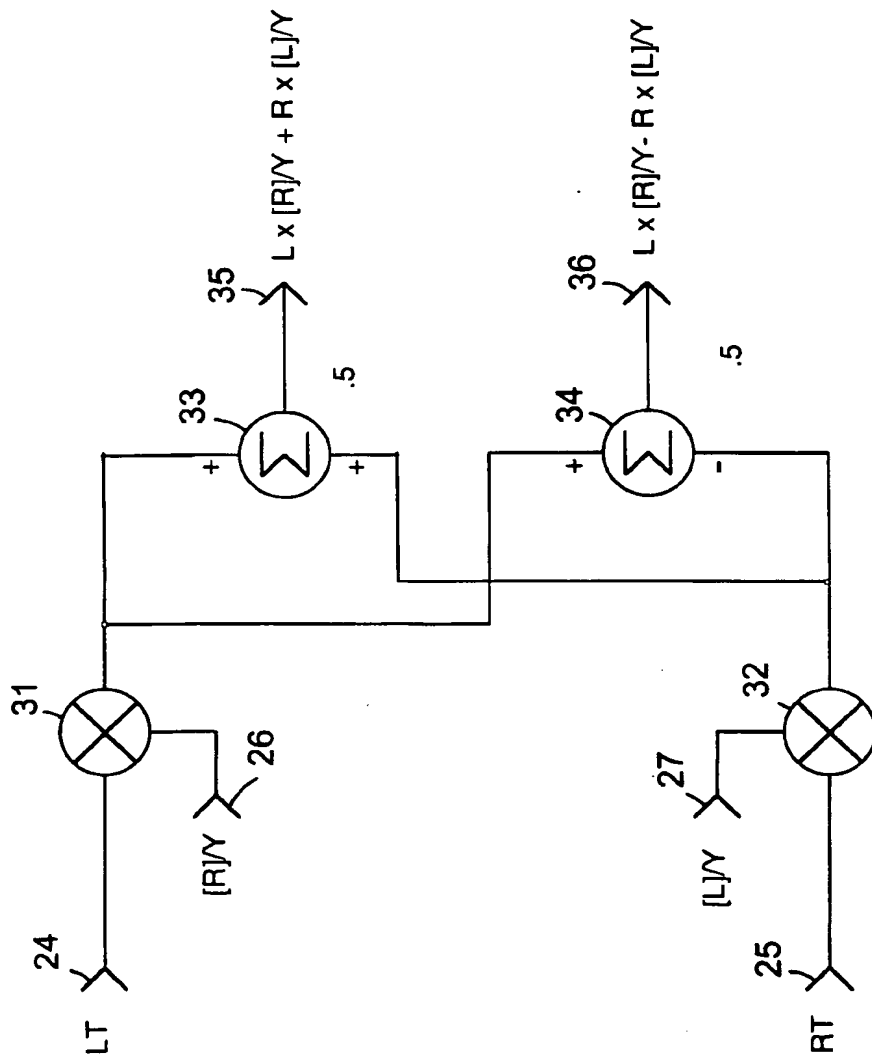 LT
24
[R]/Y
26
31
33
+
+
.5
35
L x [R]/Y + R x [L]/Y
34
+
-
.5
36
L x [R]/Y - R x [L]/Y
[L]/Y
27
32
RT
25